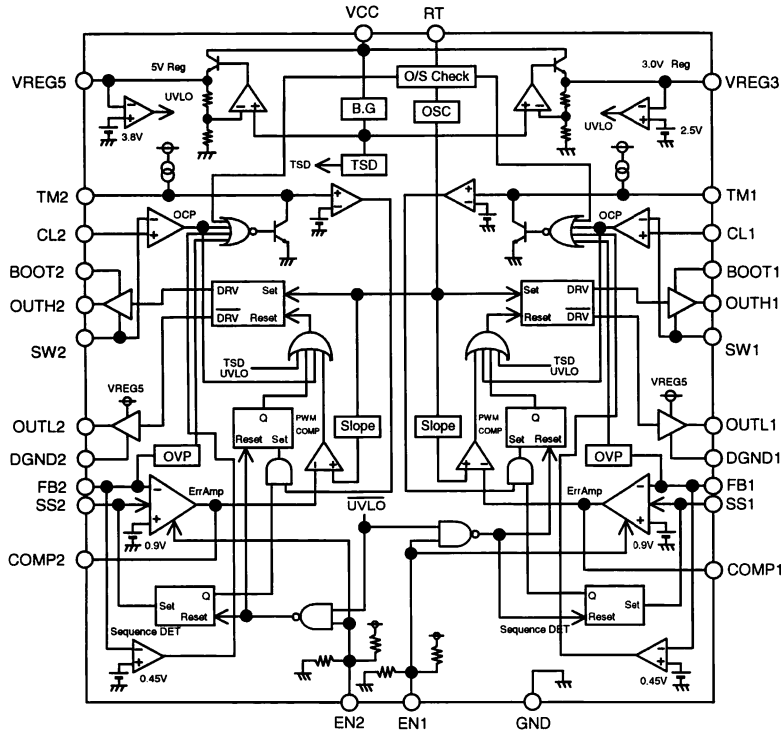 VCC RT
VREG5 5V Reg O/S Check 3.0V Reg VREG3
UVLO B.G OSC UVLO
3.8V 2.5V
TSD TSD
TM2 TM1
CL2 OCP OCP CL1
BOOT2 BOOT1
OUTH2 DRV Set Set DRV OUTH1
DRV Reset Reset DRV
SW2 SW1
TSD UVLO TSD UVLO
VREG5 VREG5
OUTL2 Q PWM COMP Slope Slope PWM COMP Q OUTL1
Reset Set Set Reset
DGND2 OVP OVP DGND1
FB2 FB1
SS2 ErrAmp UVLO ErrAmp SS1
0.9V 0.9V
COMP2 COMP1
Set Q Q Set
Reset Reset
Sequence DET Sequence DET
0.45V 0.45V
EN2 EN1 GND